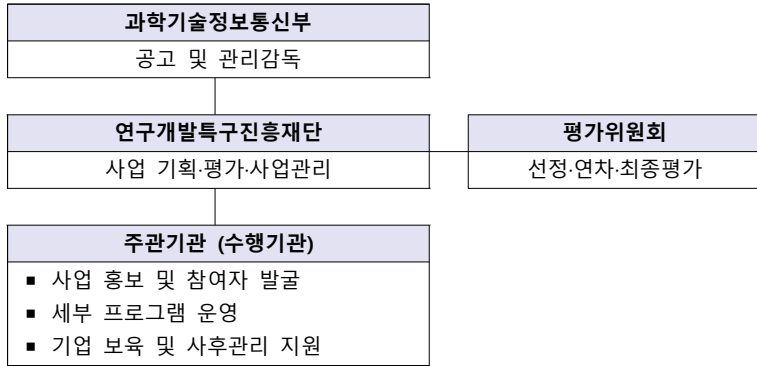 과학기술정보통신부
공고 및 관리감독
연구개발특구진흥재단
사업 기획·평가·사업관리
평가위원회
선정·연차·최종평가
주관기관 (수행기관)
▪ 사업 홍보 및 참여자 발굴
▪ 세부 프로그램 운영
▪ 기업 보육 및 사후관리 지원